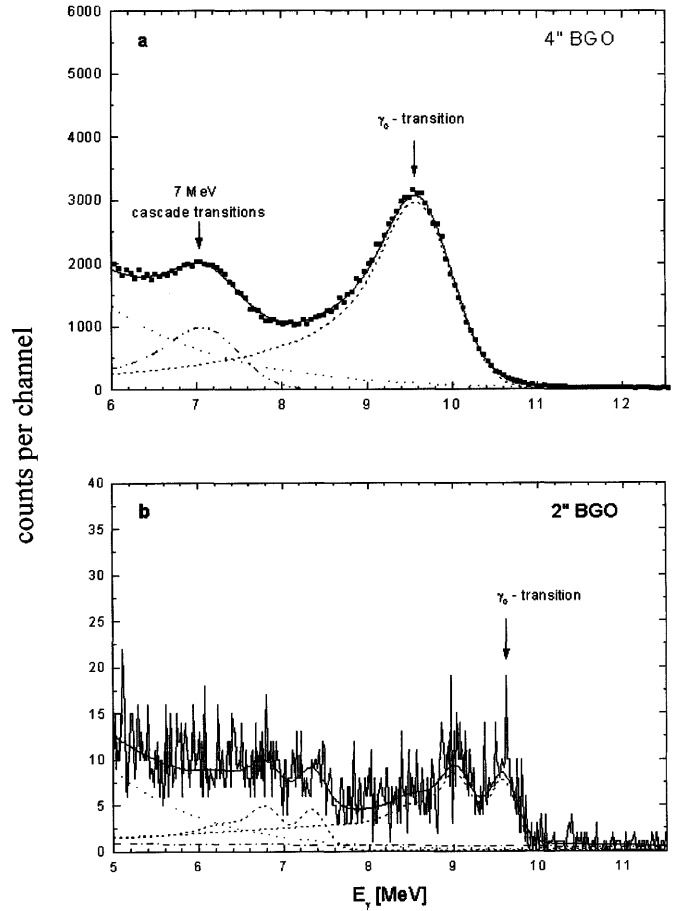 6000
5000
4000
3000
2000
1000
0
a
4" BGO
γ₀ - transition
7 MeV
cascade transitions
6 7 8 9 10 11 12
counts per channel
40
35
30
25
20
15
10
5
0
b
2" BGO
γ₀ - transition
5 6 7 8 9 10 11
Eγ [MeV]